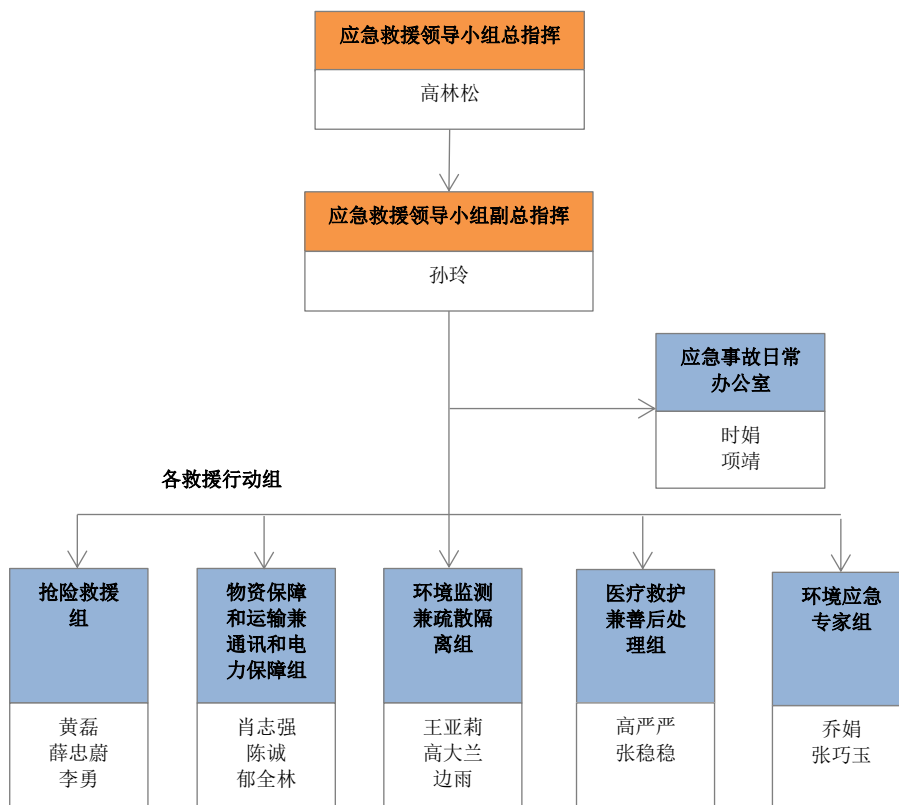 应急救援领导小组总指挥
高林松
应急救援领导小组副总指挥
孙玲
应急事故日常
办公室
时娟
项靖
各救援行动组
抢险救援
组
黄磊
薛忠蔚
李勇
物资保障
和运输兼
通讯和电
力保障组
肖志强
陈诚
郁全林
环境监测
兼疏散隔
离组
王亚莉
高大兰
边雨
医疗救护
兼善后处
理组
高严严
张稳稳
环境应急
专家组
乔娟
张巧玉